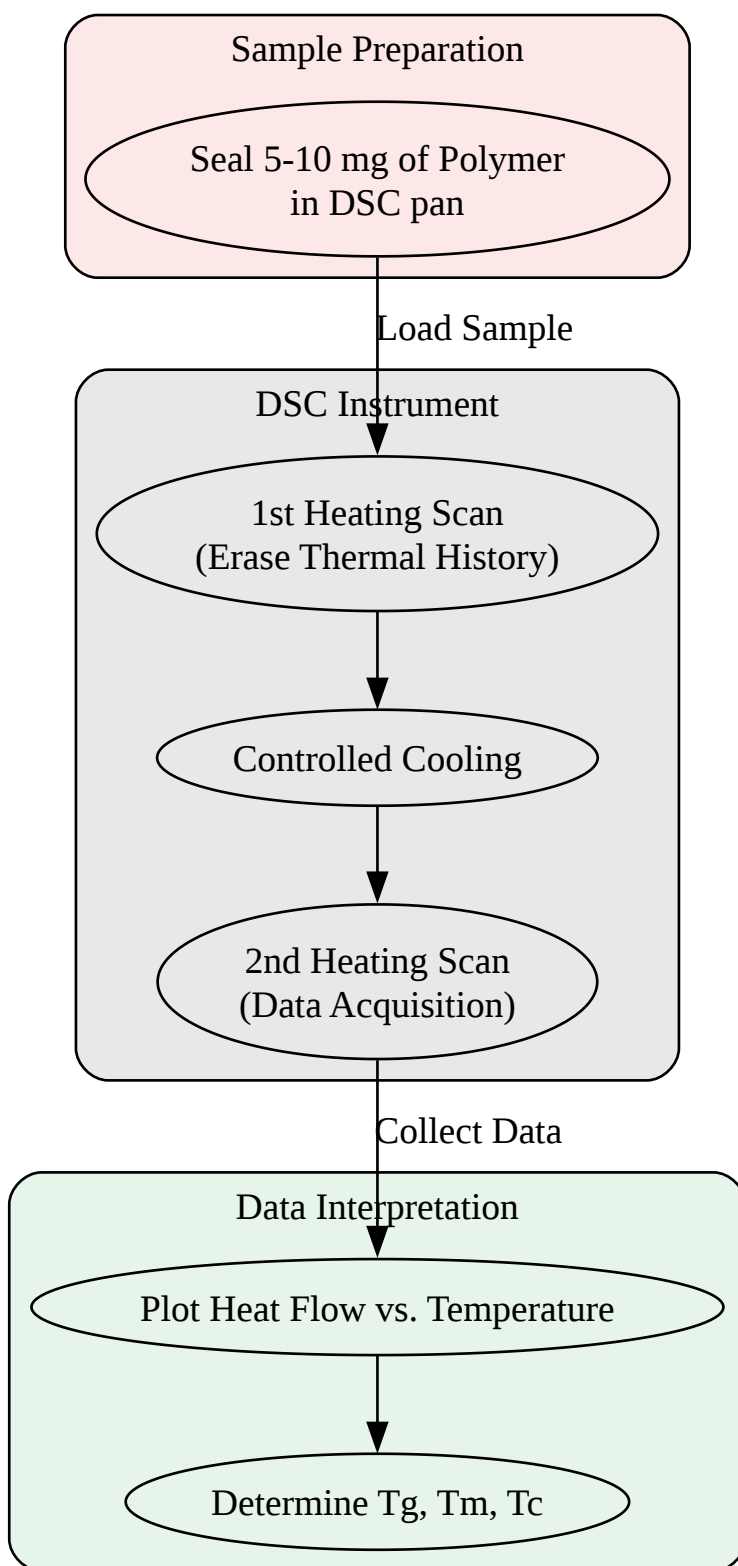 Sample Preparation
Seal 5-10 mg of Polymer
in DSC pan
Load Sample
DSC Instrument
1st Heating Scan
(Erase Thermal History)
Controlled Cooling
2nd Heating Scan
(Data Acquisition)
Collect Data
Data Interpretation
Plot Heat Flow vs. Temperature
Determine Tg, Tm, Tc